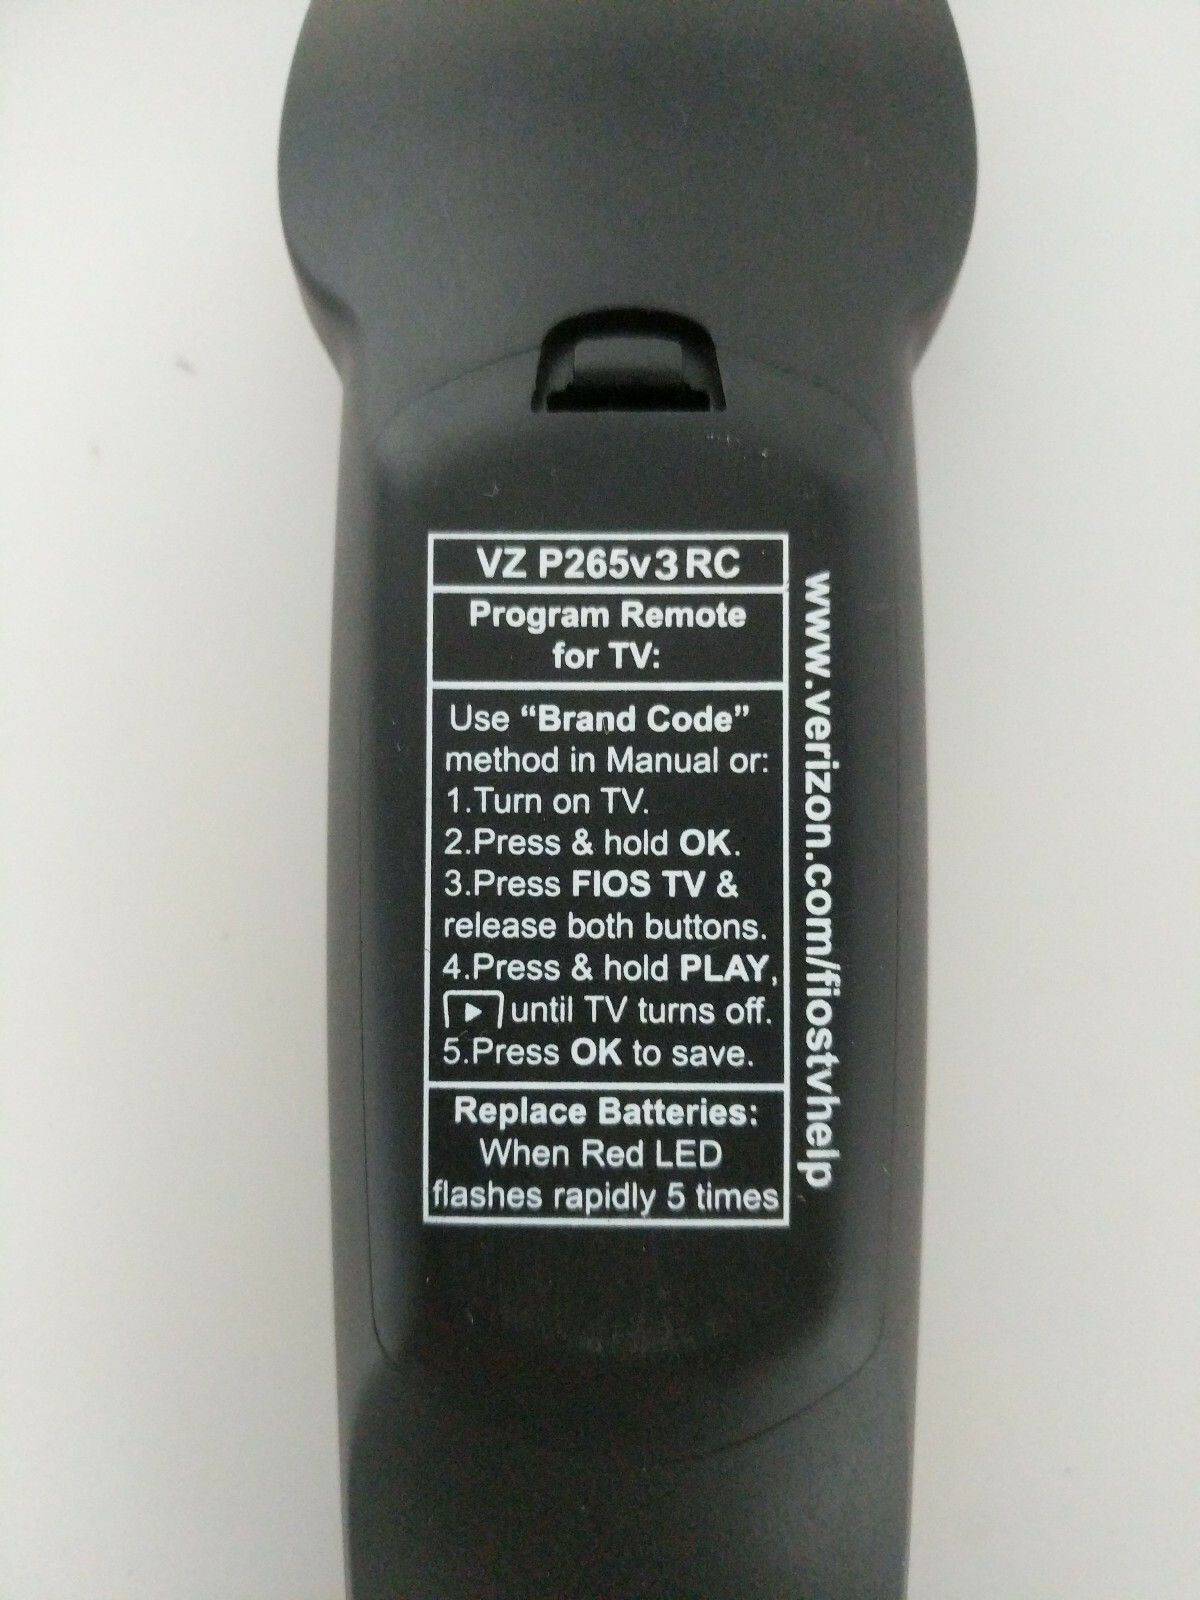 VZ P265v3 RC
Program Remote
for TV:
Use “Brand Code”
method in Manual or:
1.Turn on TV.
2.Press & hold OK.
3.Press FIOS TV &
release both buttons.
4.Press & hold PLAY,
until TV turns off.
5.Press OK to save.
Replace Batteries:
When Red LED
flashes rapidly 5 times
www.verizon.com/fiostvhelp